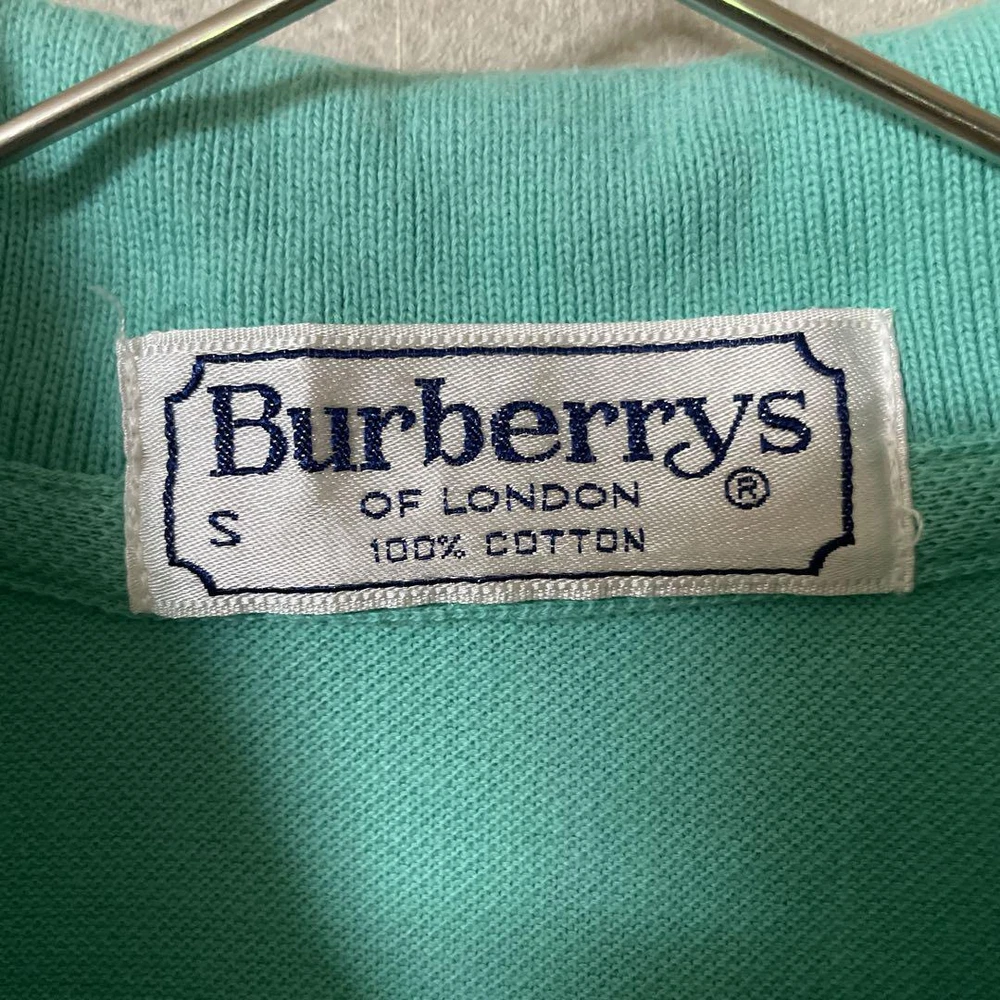 Burberrys
OF LONDON ®
S
100% COTTON